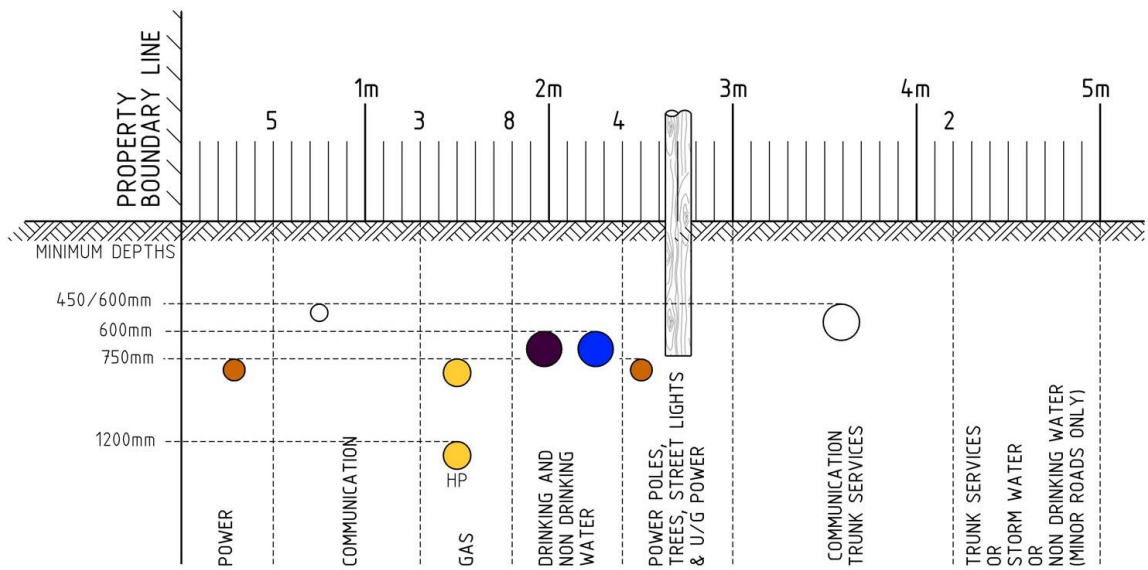 PROPERTY
BOUNDARY LINE
1m
2m
3m
4m
5m
5
3
8
4
2
MINIMUM DEPTHS
450/600mm
600mm
750mm
1200mm
HP
POWER
COMMUNICATION
GAS
DRINKING AND
NON DRINKING
WATER
POWER POLES,
TREES, STREET LIGHTS
& U/G POWER
COMMUNICATION
TRUNK SERVICES
TRUNK SERVICES
OR
STORM WATER
OR
NON DRINKING WATER
(MINOR ROADS ONLY)